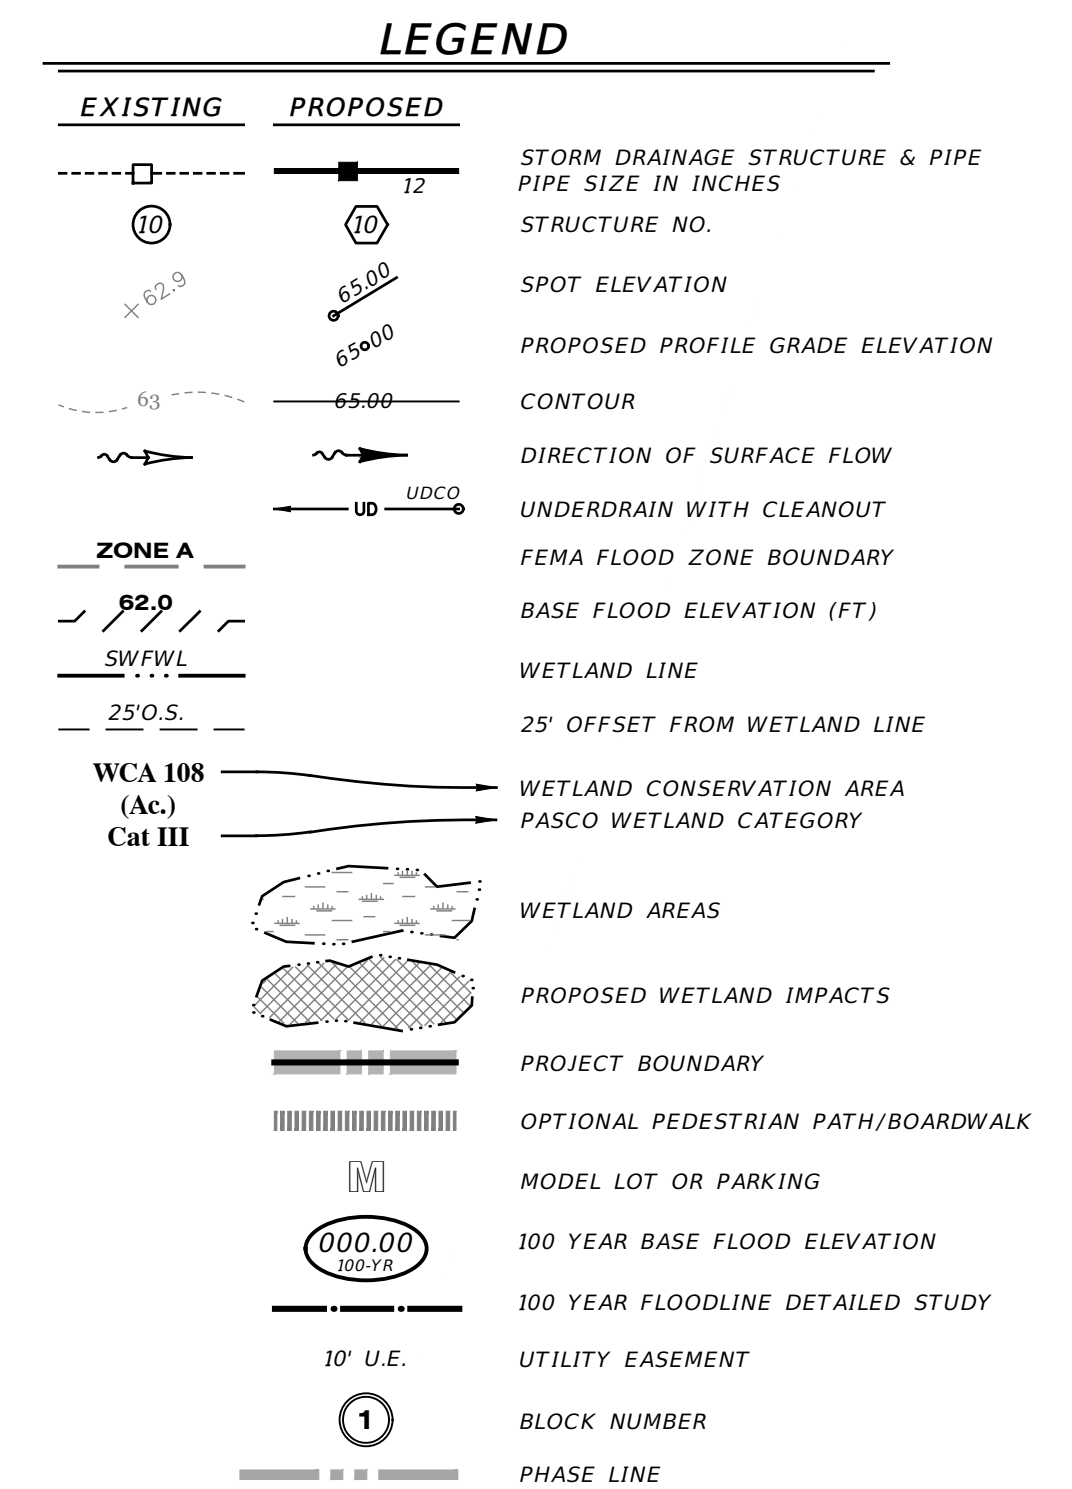 LEGEND
EXISTING PROPOSED
STORM DRAINAGE STRUCTURE & PIPE
12 PIPE SIZE IN INCHES
10 10 STRUCTURE NO.
62.9 65.00 SPOT ELEVATION
65 00 PROPOSED PROFILE GRADE ELEVATION
63 65.00 CONTOUR
DIRECTION OF SURFACE FLOW
UDCO
UD UNDERDRAIN WITH CLEANOUT
ZONE A FEMA FLOOD ZONE BOUNDARY
62.0 BASE FLOOD ELEVATION (FT)
SWFWL WETLAND LINE
25'O.S. 25' OFFSET FROM WETLAND LINE
WCA 108 WETLAND CONSERVATION AREA
(Ac.)
Cat III PASCO WETLAND CATEGORY
WETLAND AREAS
PROPOSED WETLAND IMPACTS
PROJECT BOUNDARY
OPTIONAL PEDESTRIAN PATH/BOARDWALK
M MODEL LOT OR PARKING
000.00 100 YEAR BASE FLOOD ELEVATION
100-YR
100 YEAR FLOODLINE DETAILED STUDY
10' U.E. UTILITY EASEMENT
1 BLOCK NUMBER
PHASE LINE